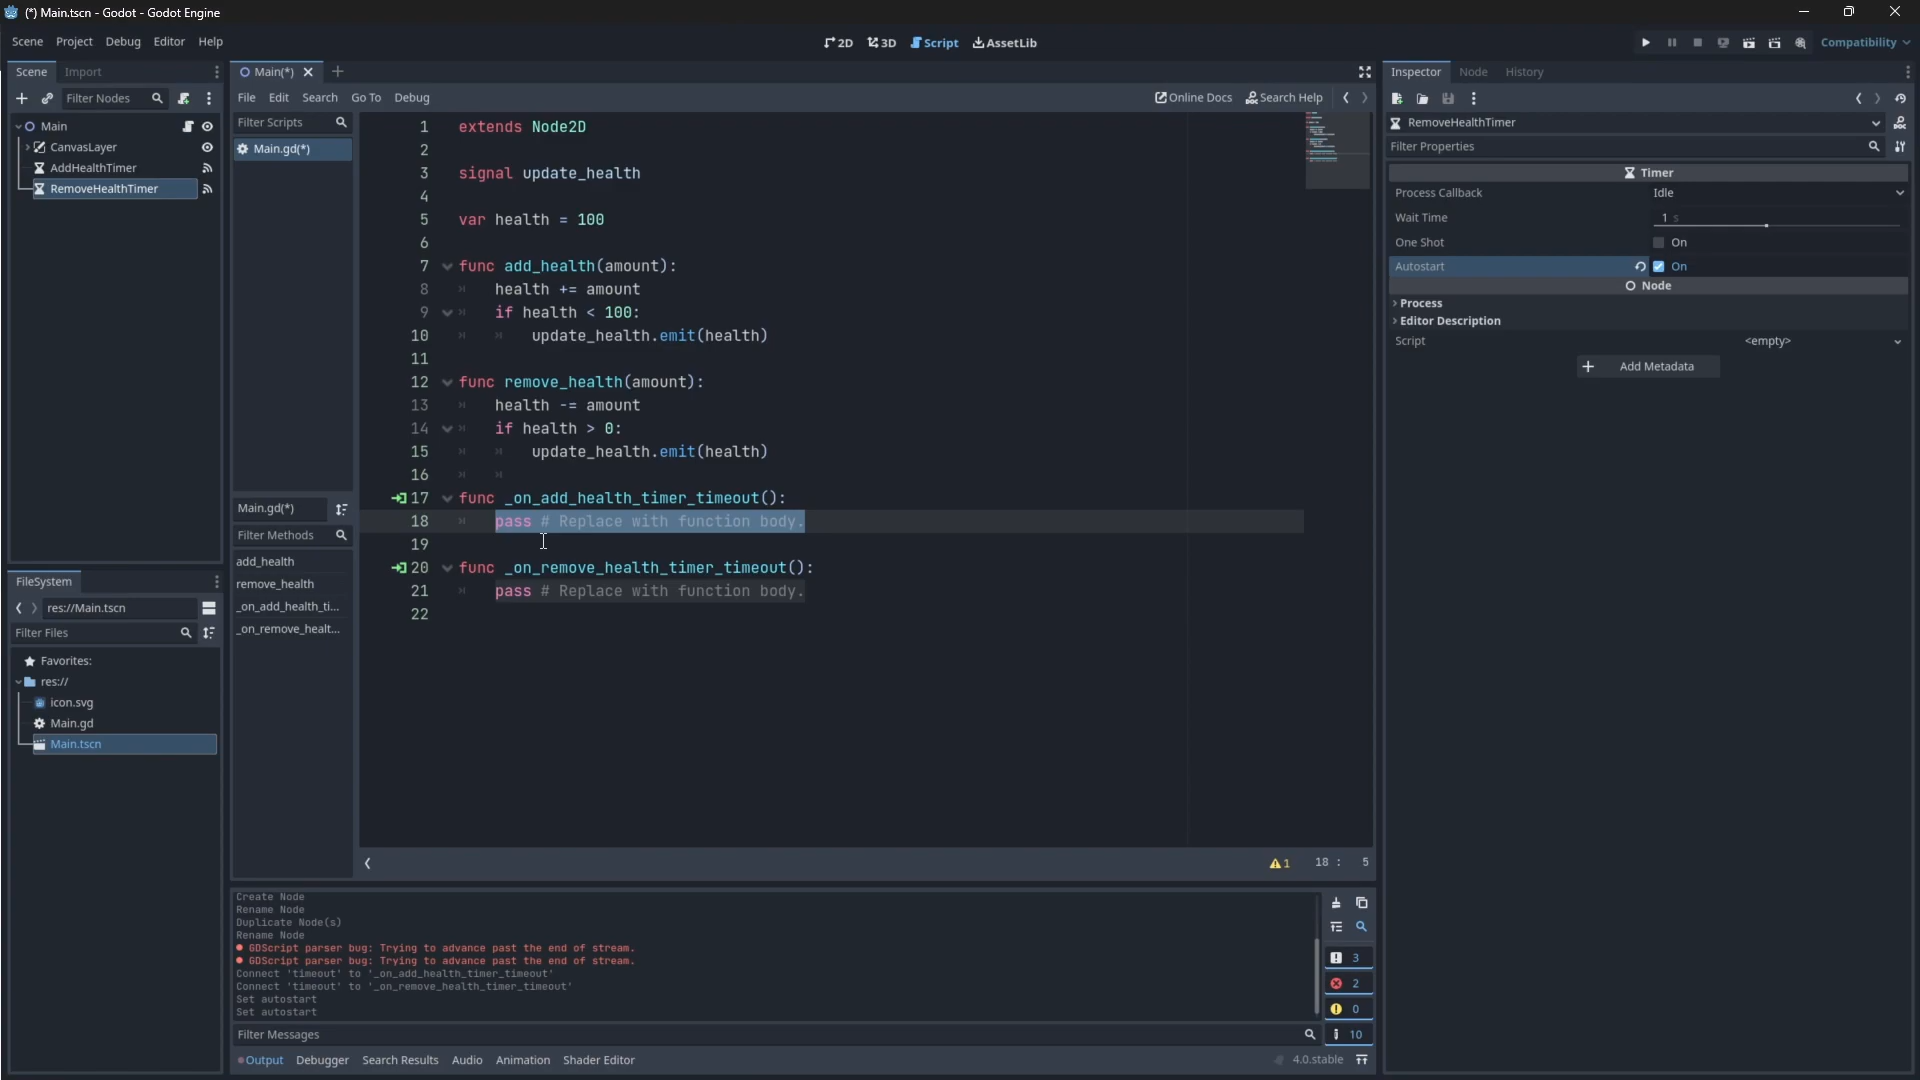 (*) Main.tscn - Godot - Godot Engine
Scene Project Debug Editor Help
2D 3D Script AssetLib
Compatibility
Scene Import
Filter Nodes
Main
CanvasLayer
AddHealthTimer
RemoveHealthTimer
FileSystem
res://Main.tscn
Filter Files
Favorites:
res://
icon.svg
Main.gd
Main.tscn
Main(*)
File Edit Search Go To Debug
Online Docs Search Help
Filter Scripts
Main.gd(*)
Main.gd(*)
Filter Methods
add_health
remove_health
_on_add_health_ti...
_on_remove_healt...
1 extends Node2D
2
3 signal update_health
4
5 var health = 100
6
7 func add_health(amount):
8 health += amount
9 if health < 100:
10 update_health.emit(health)
11
12 func remove_health(amount):
13 health -= amount
14 if health > 0:
15 update_health.emit(health)
16
17 func _on_add_health_timer_timeout():
18 pass # Replace with function body.
19
20 func _on_remove_health_timer_timeout():
21 pass # Replace with function body.
22
1 18 : 5
Create Node
Rename Node
Duplicate Node(s)
Rename Node
GDScript parser bug: Trying to advance past the end of stream.
GDScript parser bug: Trying to advance past the end of stream.
Connect 'timeout' to '_on_add_health_timer_timeout'
Connect 'timeout' to '_on_remove_health_timer_timeout'
Set autostart
Set autostart
3
2
0
10
Filter Messages
Output Debugger Search Results Audio Animation Shader Editor
4.0.stable
Inspector Node History
RemoveHealthTimer
Filter Properties
Timer
Process Callback Idle
Wait Time 1 s
One Shot On
Autostart On
Node
Process
Editor Description
Script <empty>
Add Metadata